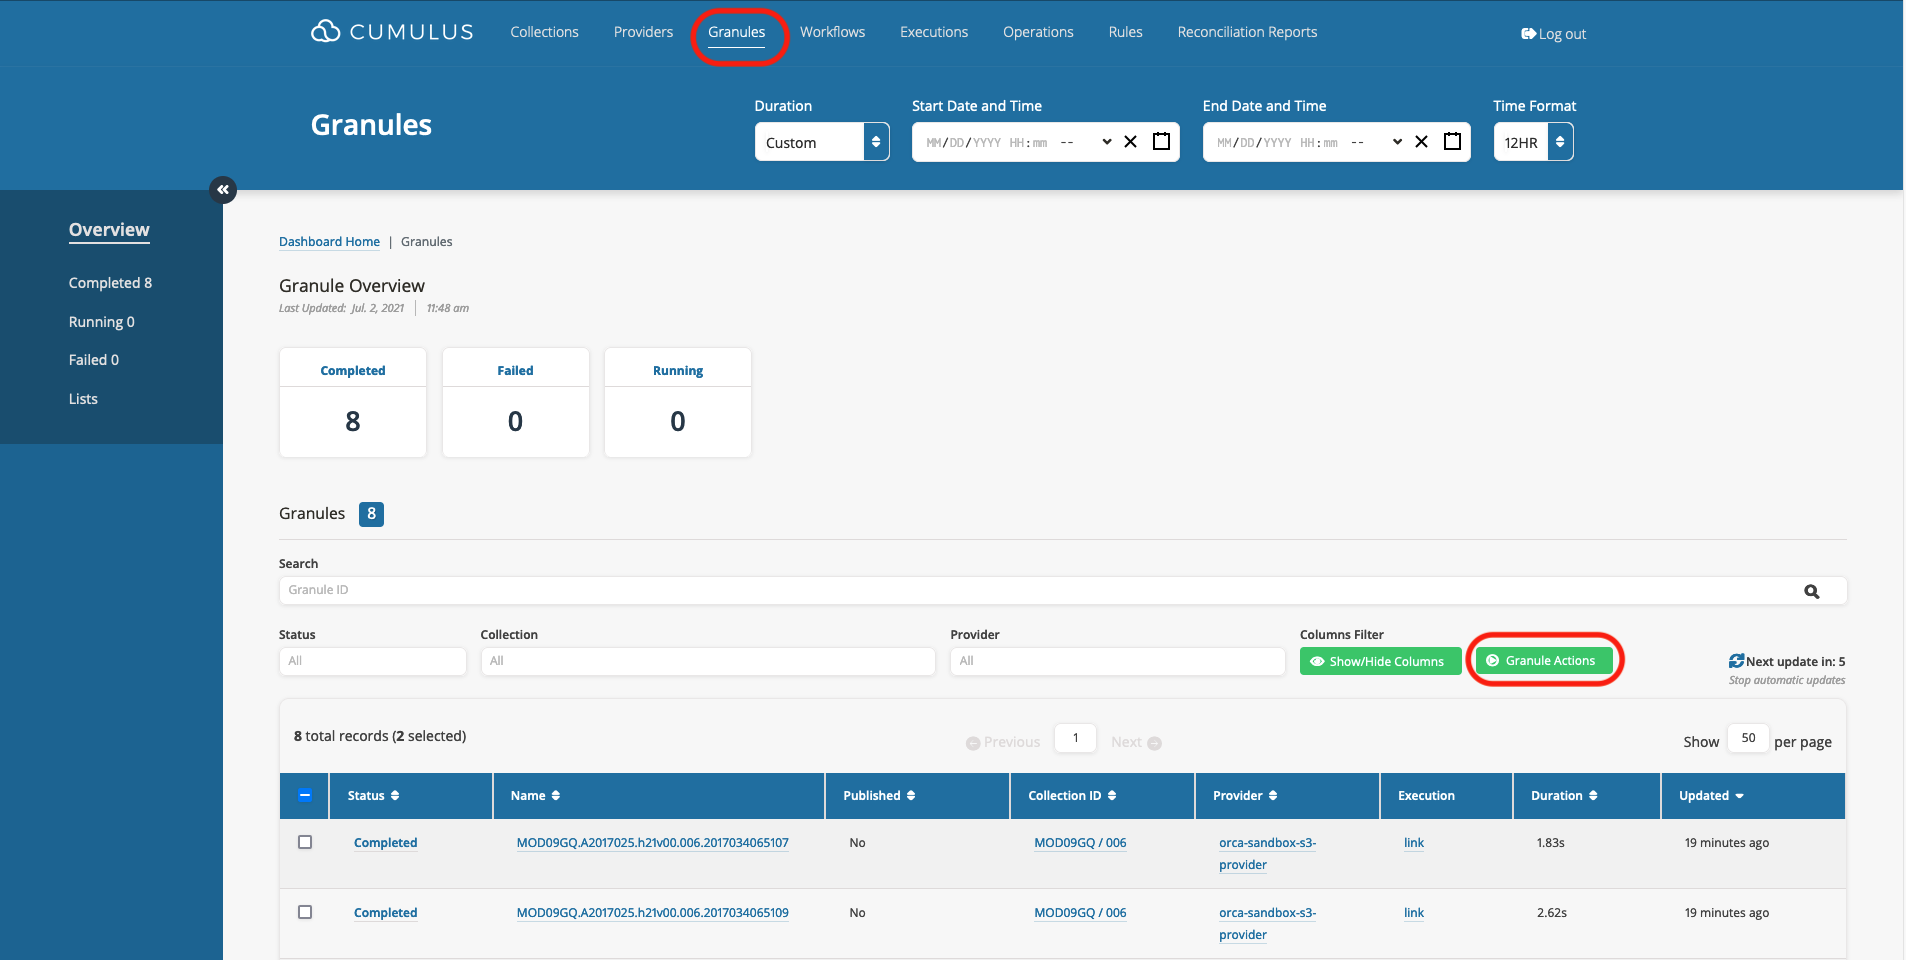 CUMULUS Collections Providers Granules Workflows Executions Operations Rules Reconciliation Reports Log out
Granules
Duration Start Date and Time End Date and Time Time Format
Custom MM/DD/YYYY HH:mm -- MM/DD/YYYY HH:mm -- 12HR
Overview
Completed 8
Running 0
Failed 0
Lists
Dashboard Home | Granules
Granule Overview
Last Updated: Jul. 2, 2021 11:48 am
Completed Failed Running
8 0 0
Granules 8
Search
Granule ID
Status Collection Provider Columns Filter
All All All Show/Hide Columns Granule Actions Next update in: 5
Stop automatic updates
8 total records (2 selected) Previous 1 Next Show 50 per page
Status Name Published Collection ID Provider Execution Duration Updated
Completed MOD09GQ.A2017025.h21v00.006.2017034065107 No MOD09GQ / 006 orca-sandbox-s3- link 1.83s 19 minutes ago
provider
Completed MOD09GQ.A2017025.h21v00.006.2017034065109 No MOD09GQ / 006 orca-sandbox-s3- link 2.62s 19 minutes ago
provider